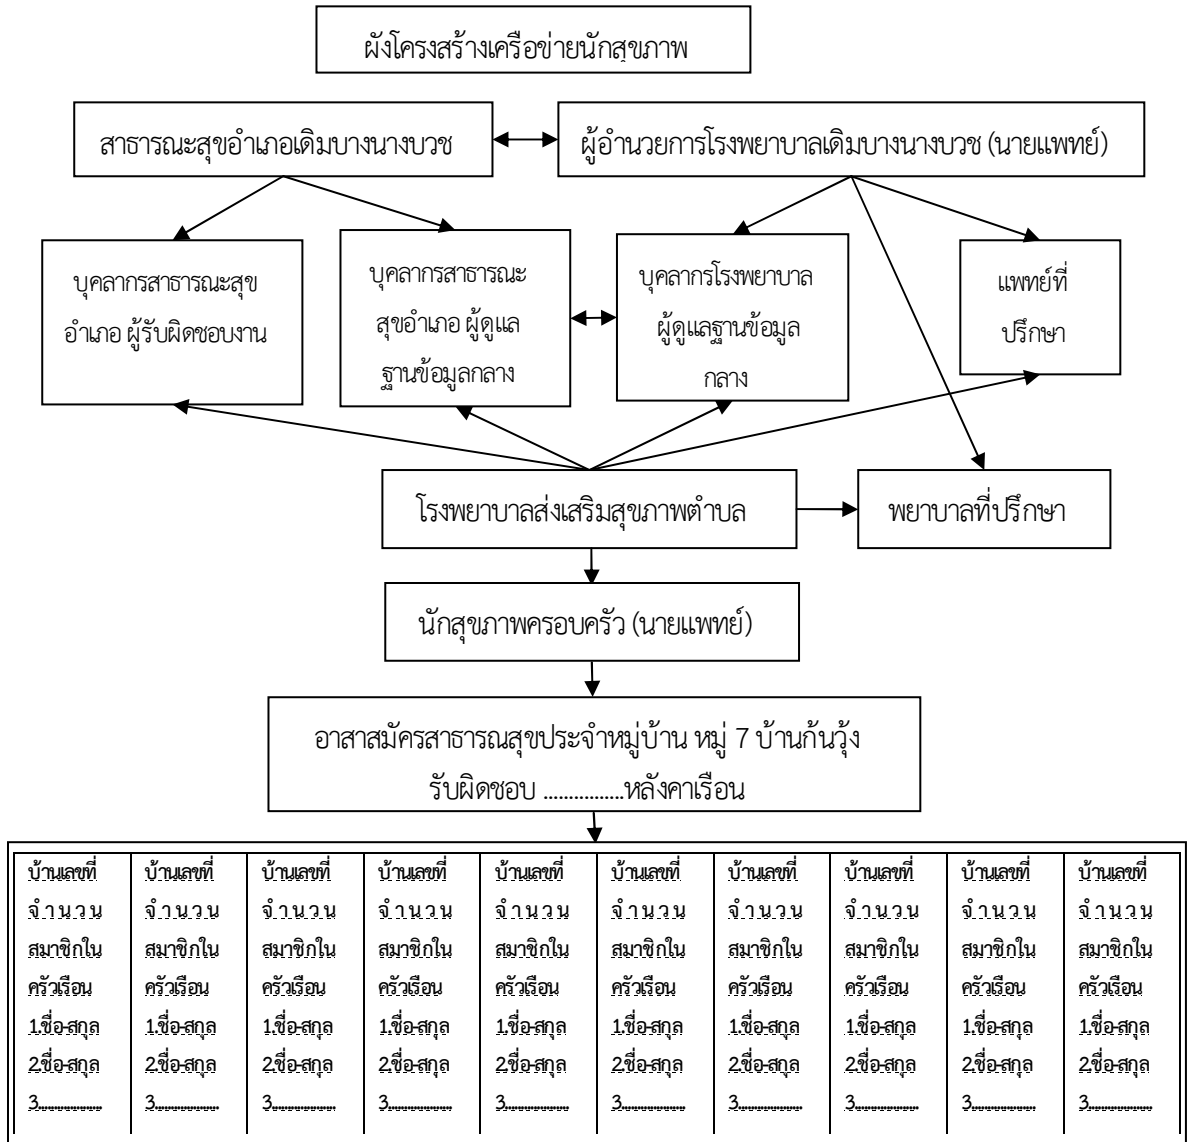 ผังโครงสร้างเครือข่ายนักสุขภาพ
สาธารณะสุขอำเภอเดิมบางนางบวช
ผู้อำนวยการโรงพยาบาลเดิมบางนางบวช (นายแพทย์)
บุคลากรสาธารณะสุข
อำเภอ ผู้รับผิดชอบงาน
บุคลากรสาธารณะ
สุขอำเภอ ผู้ดูแล
ฐานข้อมูลกลาง
บุคลากรโรงพยาบาล
ผู้ดูแลฐานข้อมูล
กลาง
แพทย์ที่
ปรึกษา
โรงพยาบาลส่งเสริมสุขภาพตำบล
พยาบาลที่ปรึกษา
นักสุขภาพครอบครัว (นายแพทย์)
อาสาสมัครสาธารณสุขประจำหมู่บ้าน หมู่ 7 บ้านก้นวุ้ง
รับผิดชอบ ................หลังคาเรือน
บ้านเลขที่ บ้านเลขที่ บ้านเลขที่ บ้านเลขที่ บ้านเลขที่ บ้านเลขที่ บ้านเลขที่ บ้านเลขที่ บ้านเลขที่ บ้านเลขที่
จำนวน จำนวน จำนวน จำนวน จำนวน จำนวน จำนวน จำนวน จำนวน จำนวน
สมาชิกใน สมาชิกใน สมาชิกใน สมาชิกใน สมาชิกใน สมาชิกใน สมาชิกใน สมาชิกใน สมาชิกใน สมาชิกใน
ครัวเรือน ครัวเรือน ครัวเรือน ครัวเรือน ครัวเรือน ครัวเรือน ครัวเรือน ครัวเรือน ครัวเรือน ครัวเรือน
1.ชื่อ-สกุล 1.ชื่อ-สกุล 1.ชื่อ-สกุล 1.ชื่อ-สกุล 1.ชื่อ-สกุล 1.ชื่อ-สกุล 1.ชื่อ-สกุล 1.ชื่อ-สกุล 1.ชื่อ-สกุล 1.ชื่อ-สกุล
2.ชื่อ-สกุล 2.ชื่อ-สกุล 2.ชื่อ-สกุล 2.ชื่อ-สกุล 2.ชื่อ-สกุล 2.ชื่อ-สกุล 2.ชื่อ-สกุล 2.ชื่อ-สกุล 2.ชื่อ-สกุล 2.ชื่อ-สกุล
3............... 3............... 3............... 3............... 3............... 3............... 3............... 3............... 3............... 3...............